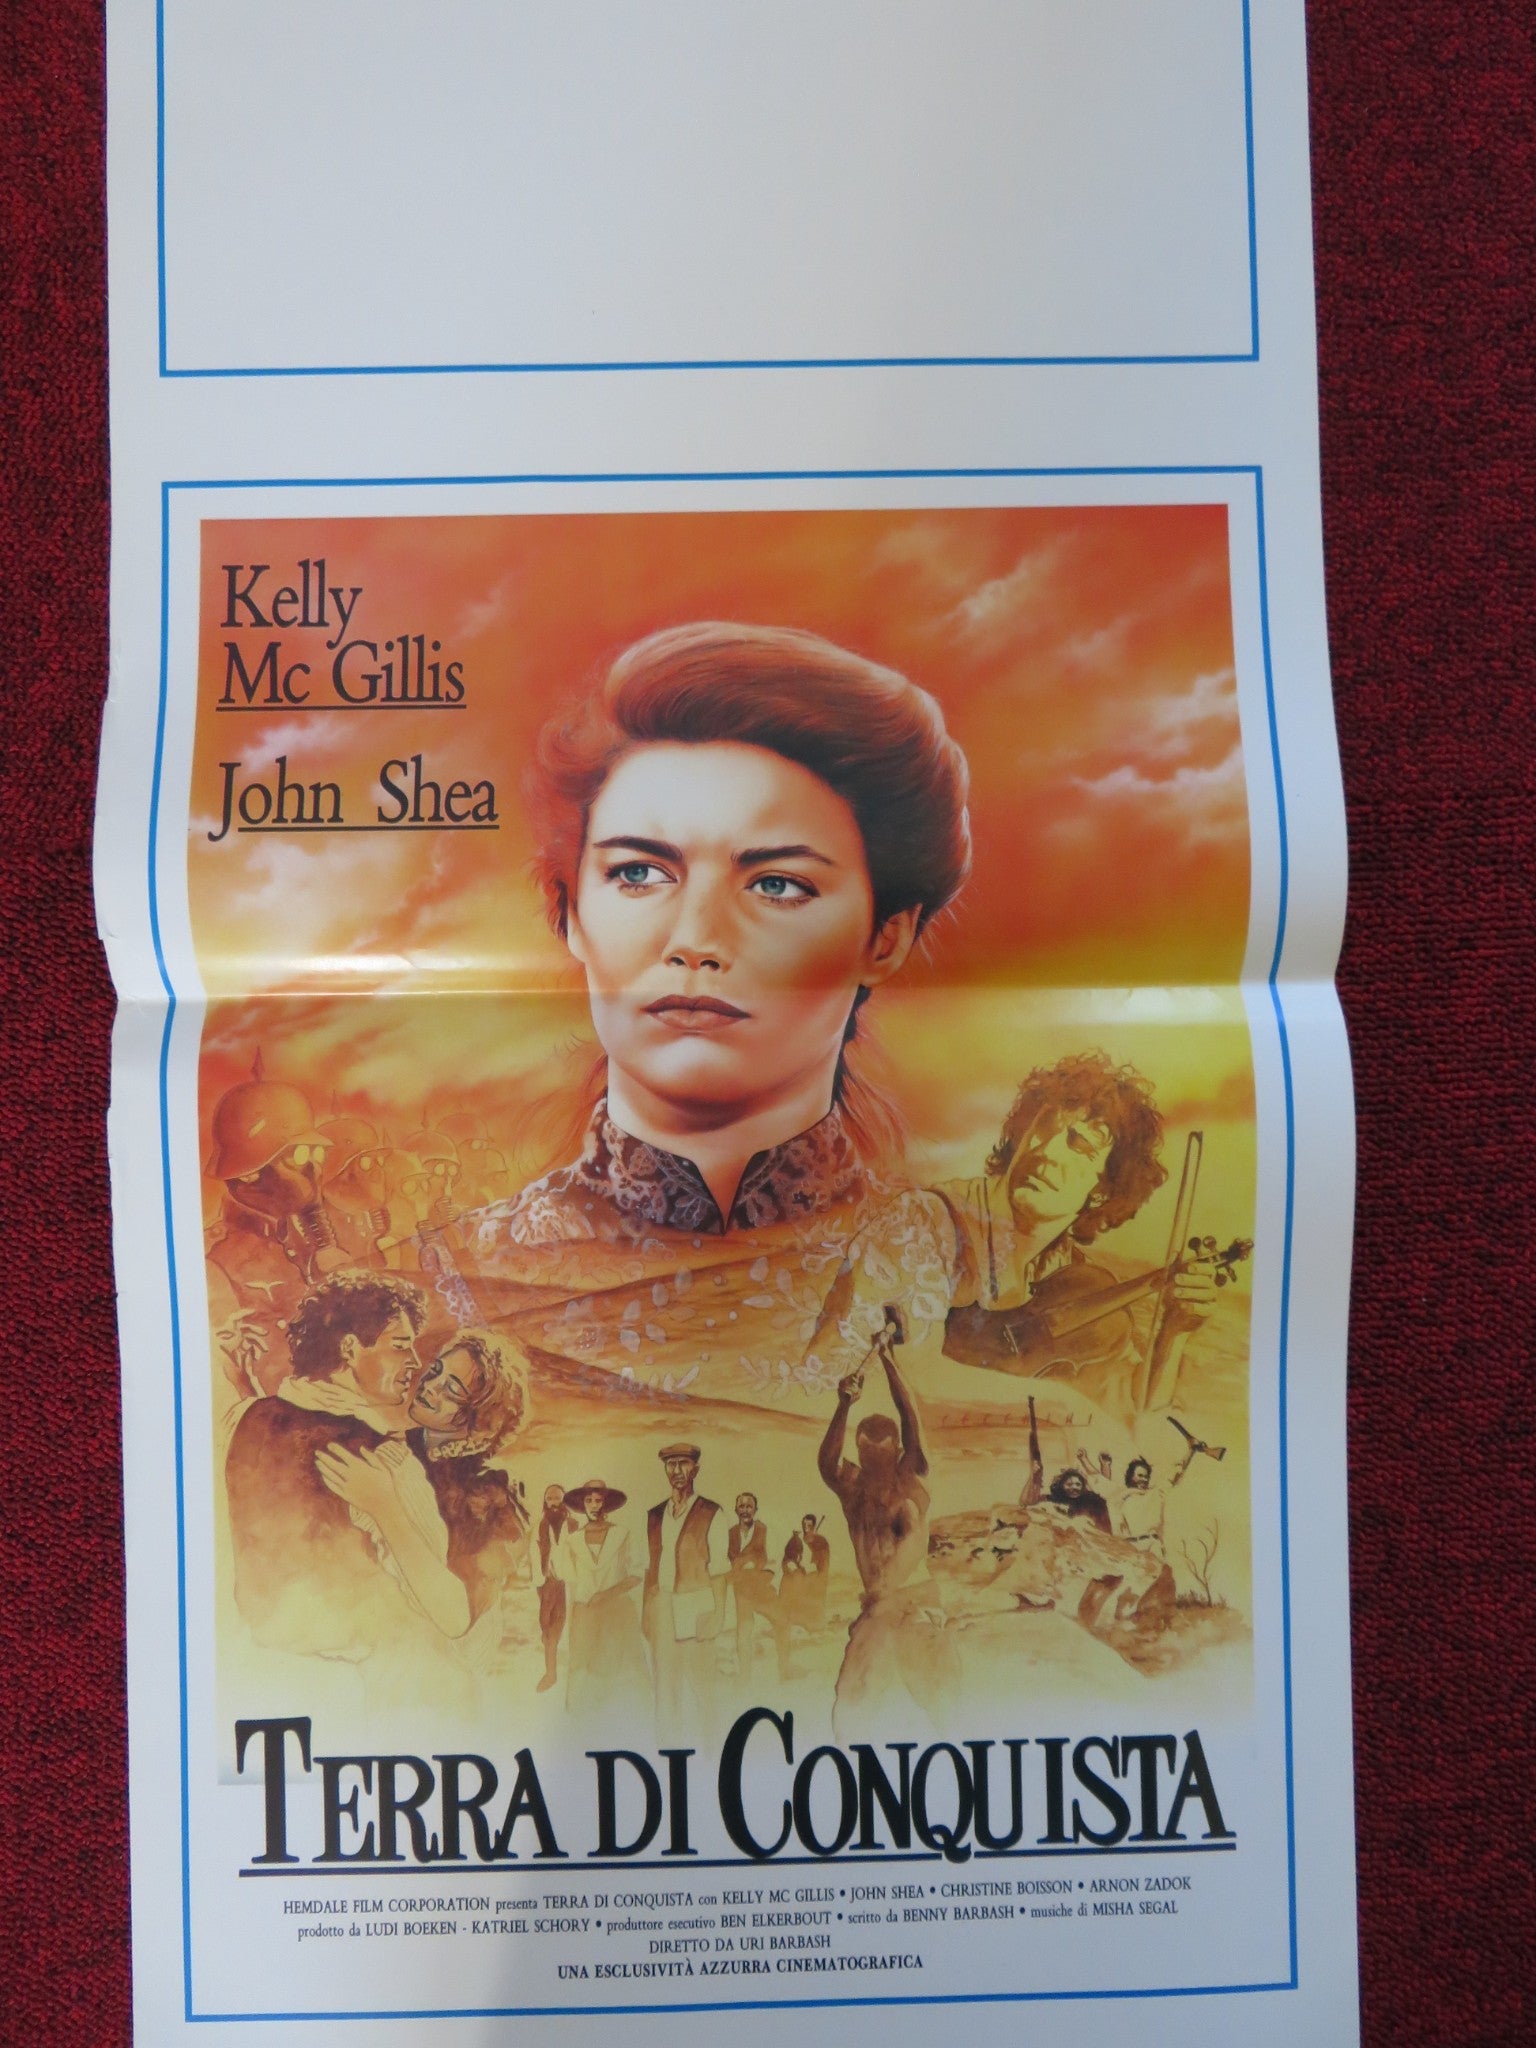 Kelly
Mc Gillis
John Shea
TERRA DI CONQUISTA
HEMDALE FILM CORPORATION presenta TERRA DI CONQUISTA con KELLY MC GILLIS • JOHN SHEA • CHRISTINE BOISSON • ARNON ZADOK
prodotto da LUDI BOEKEN - KATRIEL SCHORY • produttore esecutivo BEN ELKERBOUT • scritto da BENNY BARBASH • musiche di MISHA SEGAL
DIRETTO DA URI BARBASH
UNA ESCLUSIVITÀ AZZURRA CINEMATOGRAFICA